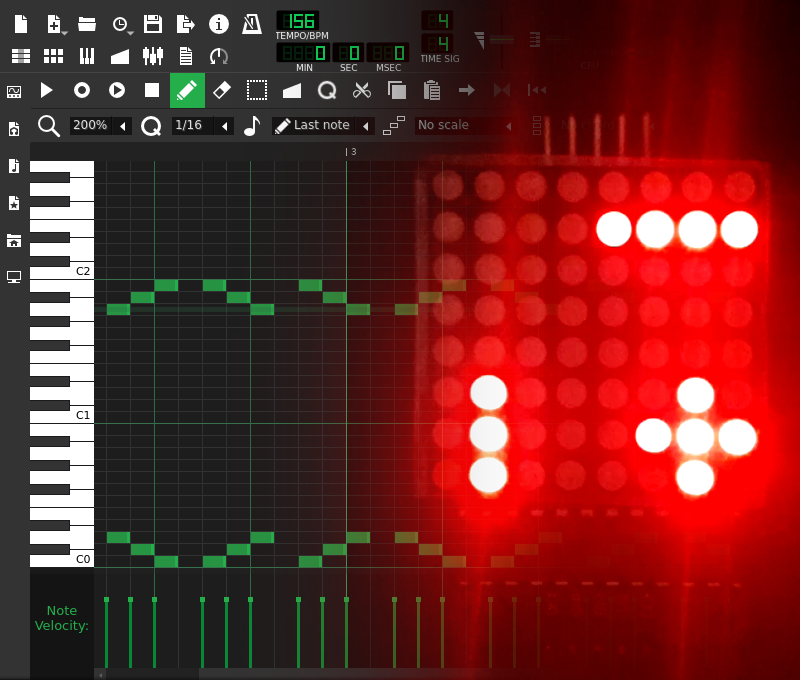 156
TEMPO/BPM
0 0 0
MIN SEC MSEC
4
4
TIME SIG
CPU
200% 1/16 Last note No scale
3
C2
C1
C0
Note
Velocity: